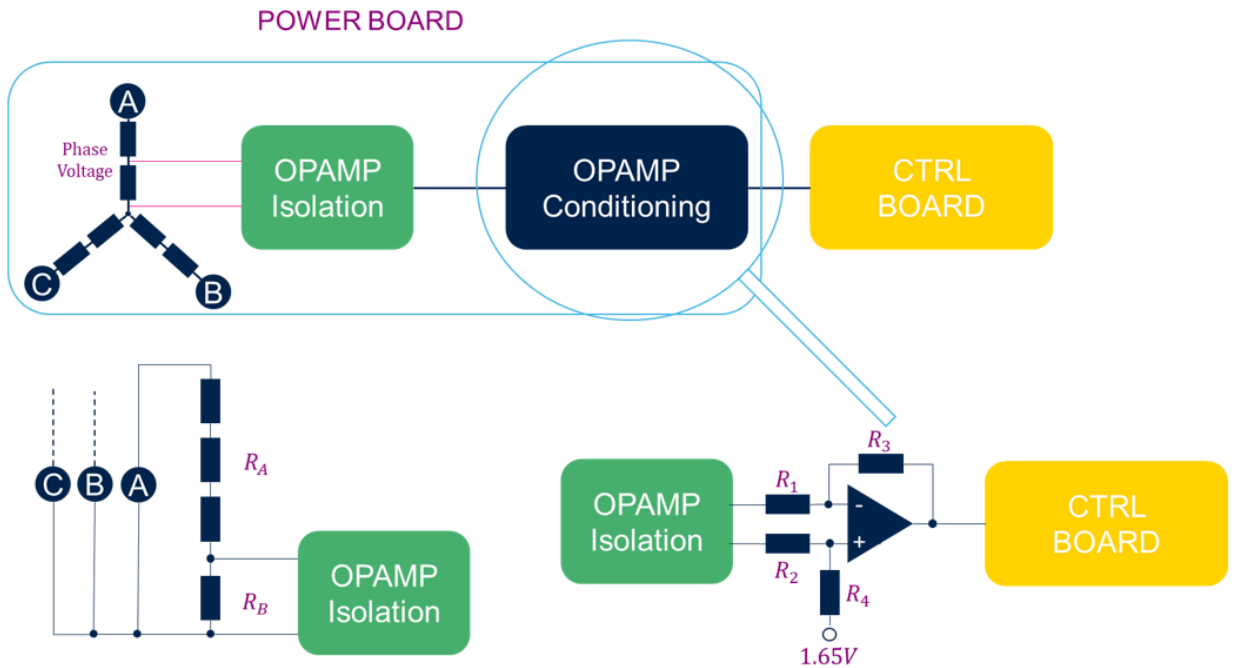 POWER BOARD
A
Phase
Voltage
C
B
OPAMP
Isolation
OPAMP
Conditioning
CTRL
BOARD
C
B
A
R_A
R_B
OPAMP
Isolation
OPAMP
Isolation
R_1
R_2
R_3
-
+
R_4
1.65V
CTRL
BOARD